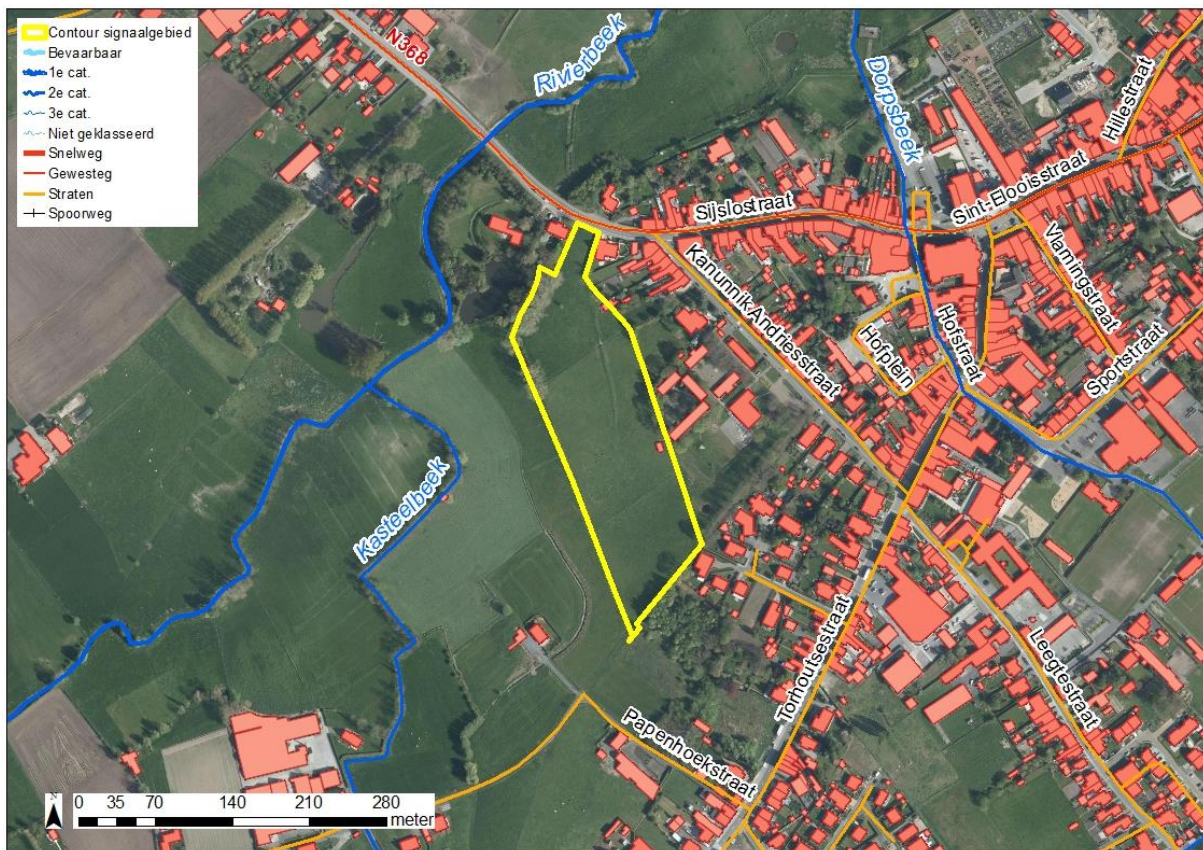 Contour signaalgebied
Bevaarbaar
1e cat.
2e cat.
3e cat.
Niet geklasseerd
Snelweg
Gewesteg
Straten
Spoorweg
N368
Rivierbeek
Dorpsbeek
Hillestraat
Sint-Elooisstraat
Sijslostraat
Vlamingstraat
Kanunnik Andriesstraat
Hofstraat
Hofplein
Sportstraat
Kasteelbeek
Torhoutsestraat
Leegtestraat
Papenhoekstraat
N
0 35 70 140 210 280
meter